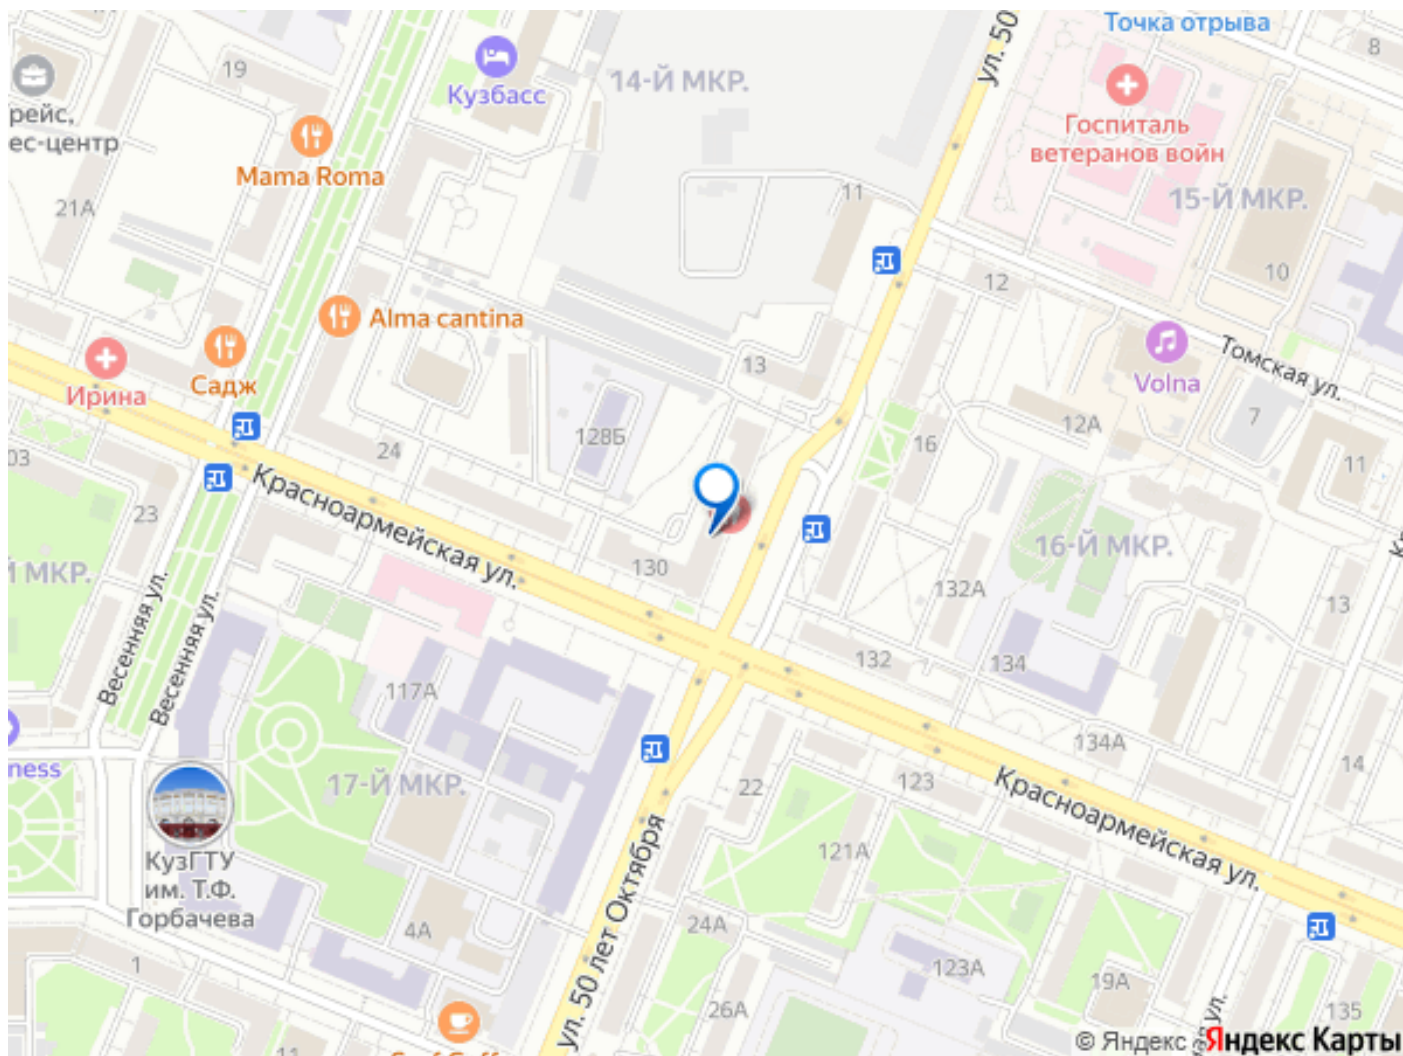 Точка отрыва
8
ул. 50
19
Кузбасс
14-Й МКР.
рейс,
ес-центр
Госпиталь
ветеранов войн
Mama Roma
21А
11
15-Й МКР.
10
12
Alma cantina
Садж
Ирина
13
Volna
Томская ул.
7
12А
16
128Б
24
11
03
23
Красноармейская ул.
16-Й МКР.
130
132А
13
1 МКР.
Весенняя ул.
Весенняя ул.
132
134
117А
134А
14
ness
17-Й МКР.
22
123
Красноармейская ул.
КузГТУ
им. Т.Ф.
Горбачева
121А
ул. 50 лет Октября
4А
24А
1
123А
19А
26А
135
11
© Яндекс Яндекс Карты